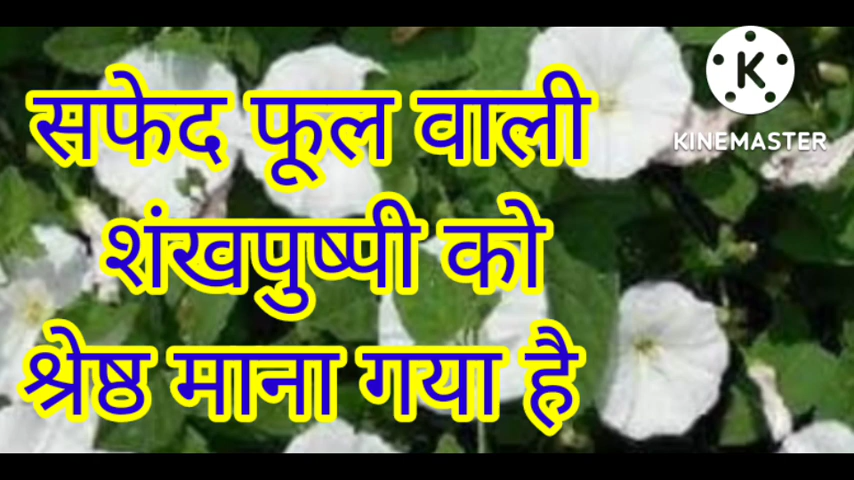 सफेद फूल वाली
शंखपुष्पी को
श्रेष्ठ माना गया है
K
KINEMASTER